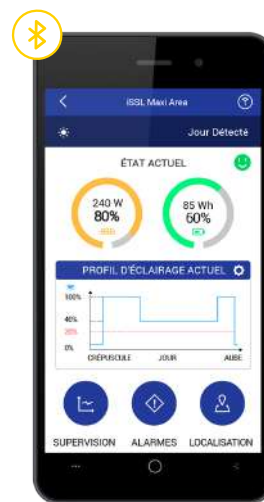 iSSL Maxi Area
Jour Détecté
ÉTAT ACTUEL
240 W
80%
85 Wh
60%
PROFIL D'ÉCLAIRAGE ACTUEL
100%
40%
20%
0%
CRÉPUSCULE JOUR AUBE
SUPERVISION ALARMES LOCALISATION